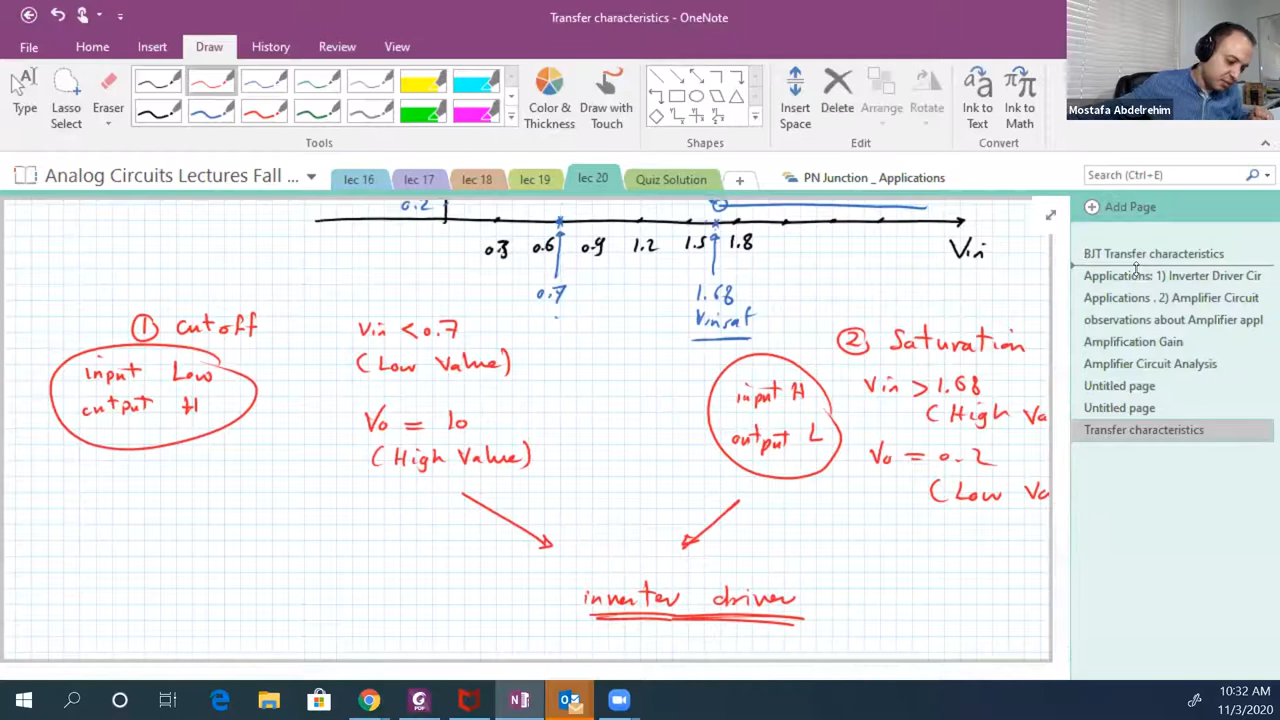 Transfer characteristics - OneNote
File Home Insert Draw History Review View
Type
Lasso Select
Eraser
Color & Thickness
Draw with Touch
Insert Space
Delete
Arrange
Rotate
Ink to Text
Ink to Math
Tools
Shapes
Edit
Convert
Mostafa Abdelrehim
Analog Circuits Lectures Fall ...
lec 16 lec 17 lec 18 lec 19 lec 20 Quiz Solution
PN Junction _ Applications
Search (Ctrl+E)
Add Page
BJT Transfer characteristics
Applications: 1) Inverter Driver Cir
Applications . 2) Amplifier Circuit
observations about Amplifier appl
Amplification Gain
Amplifier Circuit Analysis
Untitled page
Untitled page
Transfer characteristics
0.2
0.3 0.6 0.9 1.2 1.5 1.8 Vin
0.7
1.68
Vinsat
1 cutoff
input Low
output H
Vin < 0.7
(Low Value)
Vo = 10
(High Value)
input H
output L
2 Saturation
Vin > 1.68
(High Va
Vo = 0.2
(Low Va
inverter driver
10:32 AM
11/3/2020